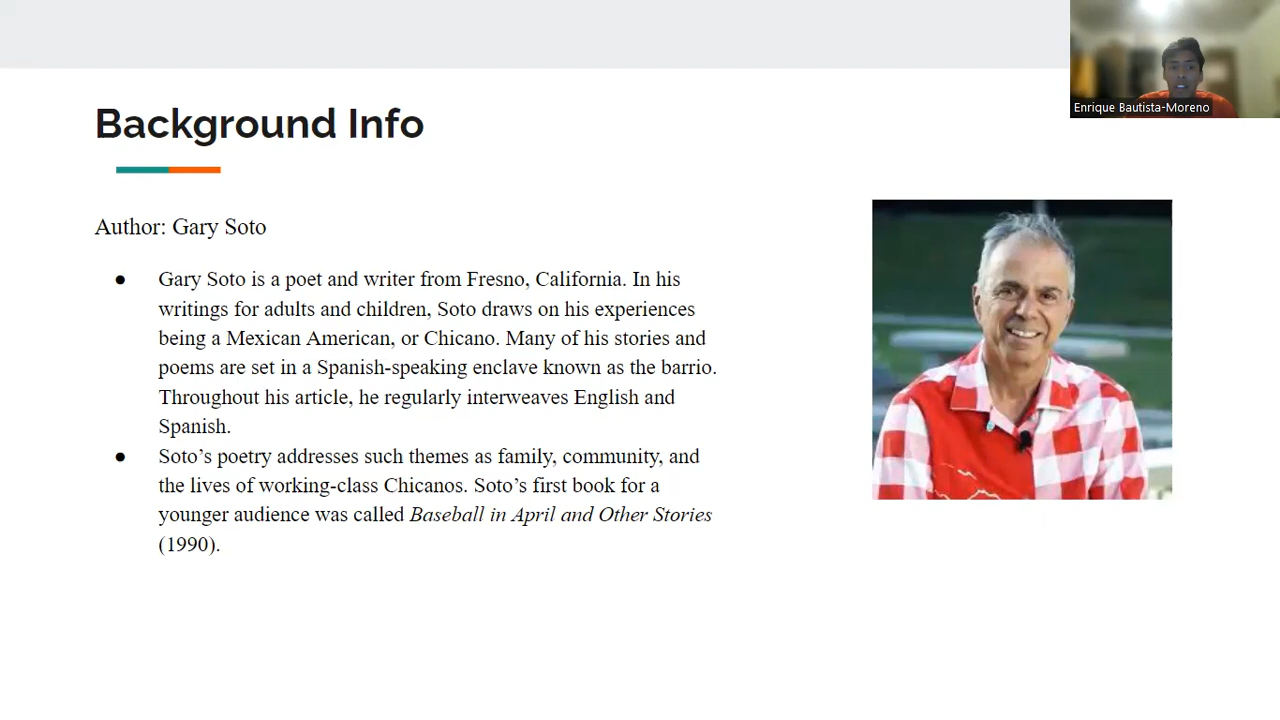 Enrique Bautista-Moreno
Background Info
Author: Gary Soto
● Gary Soto is a poet and writer from Fresno, California. In his
writings for adults and children, Soto draws on his experiences
being a Mexican American, or Chicano. Many of his stories and
poems are set in a Spanish-speaking enclave known as the barrio.
Throughout his article, he regularly interweaves English and
Spanish.
● Soto’s poetry addresses such themes as family, community, and
the lives of working-class Chicanos. Soto’s first book for a
younger audience was called Baseball in April and Other Stories
(1990).